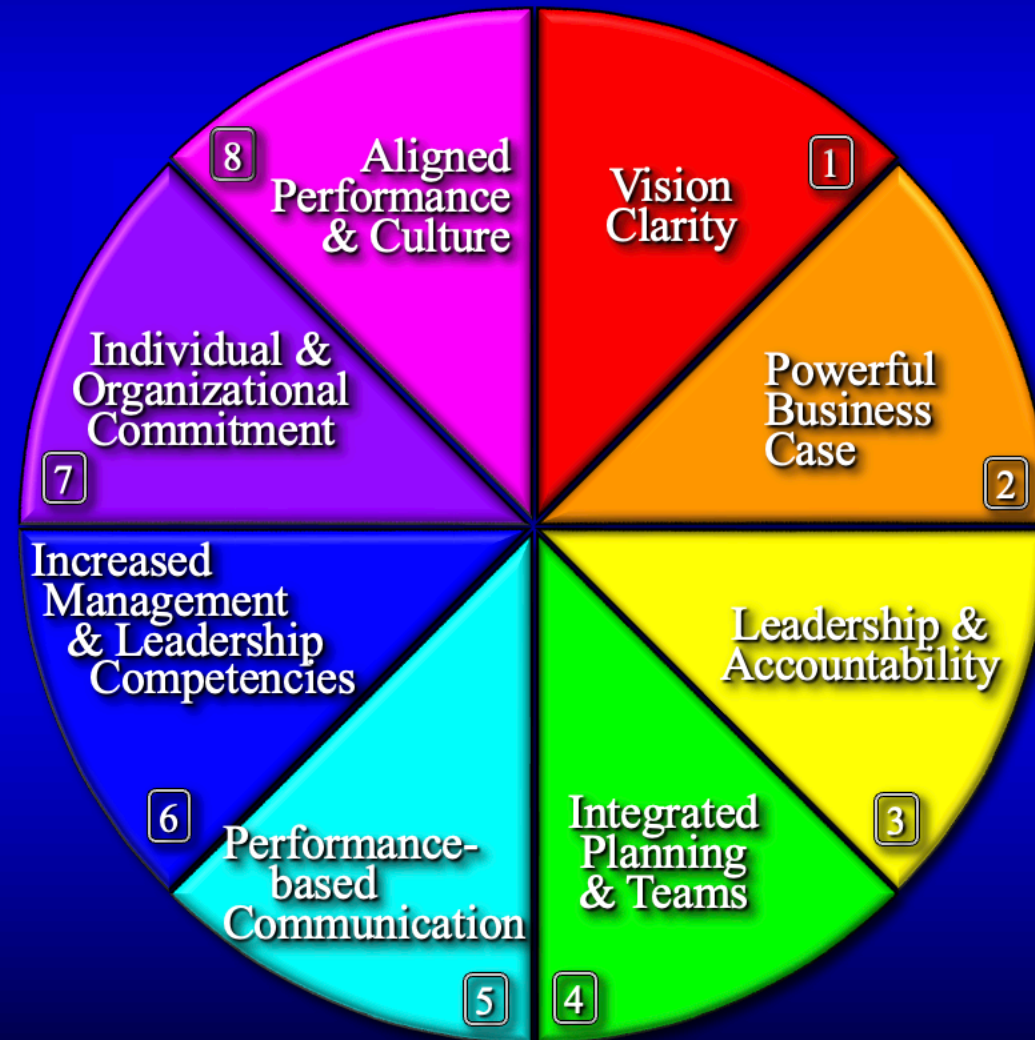 1
Vision
Clarity
2
Powerful
Business
Case
3
Leadership &
Accountability
4
Integrated
Planning
& Teams
5
Performance-
based
Communication
6
Increased
Management
& Leadership
Competencies
7
Individual &
Organizational
Commitment
8
Aligned
Performance
& Culture